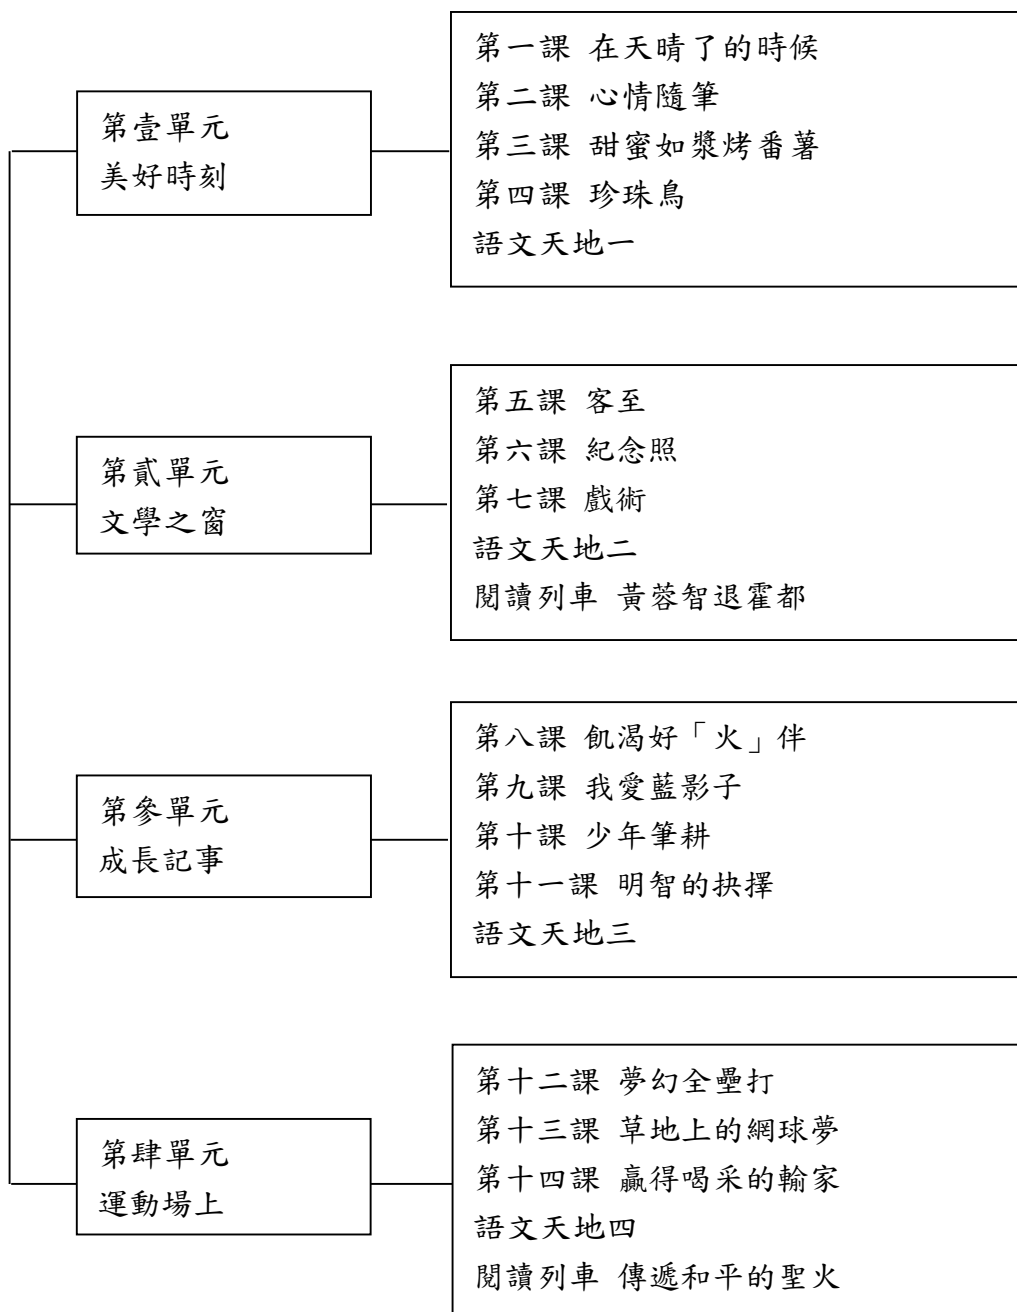 第壹單元
美好時刻
第一課 在天晴了的時候
第二課 心情隨筆
第三課 甜蜜如漿烤番薯
第四課 珍珠鳥
語文天地一
第貳單元
文學之窗
第五課 客至
第六課 紀念照
第七課 戲術
語文天地二
閱讀列車 黃蓉智退霍都
第參單元
成長記事
第八課 飢渴好「火」伴
第九課 我愛藍影子
第十課 少年筆耕
第十一課 明智的抉擇
語文天地三
第肆單元
運動場上
第十二課 夢幻全壘打
第十三課 草地上的網球夢
第十四課 贏得喝采的輸家
語文天地四
閱讀列車 傳遞和平的聖火